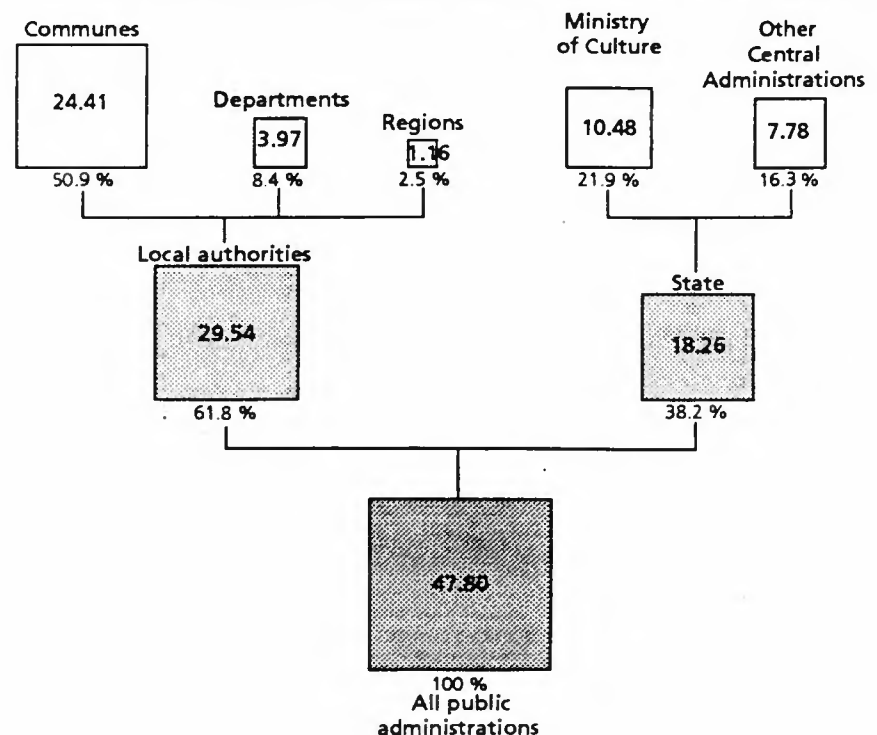 Communes
24.41
50.9 %
Departments
3.97
8.4 %
Regions
1.16
2.5 %
Ministry
of Culture
10.48
21.9 %
Other
Central
Administrations
7.78
16.3 %
Local authorities
29.54
61.8 %
State
18.26
38.2 %
47.80
100 %
All public
administrations